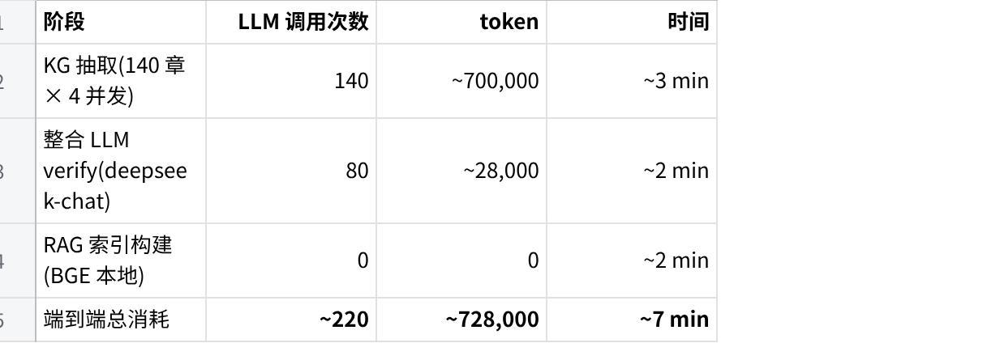 1 阶段 LLM 调用次数 token 时间
KG 抽取(140 章
2 × 4 并发) 140 ~700,000 ~3 min
整合 LLM
3 verify(deepsee 80 ~28,000 ~2 min
k-chat)
RAG 索引构建
4 (BGE 本地) 0 0 ~2 min
5 端到端总消耗 ~220 ~728,000 ~7 min